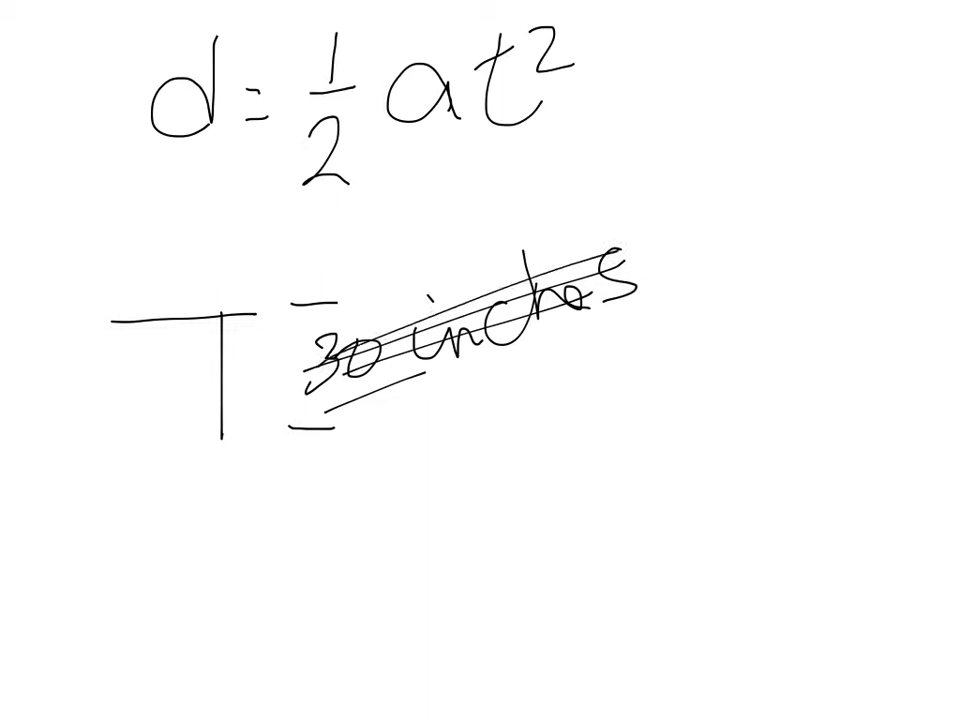 d = 1/2 at²
30 inches